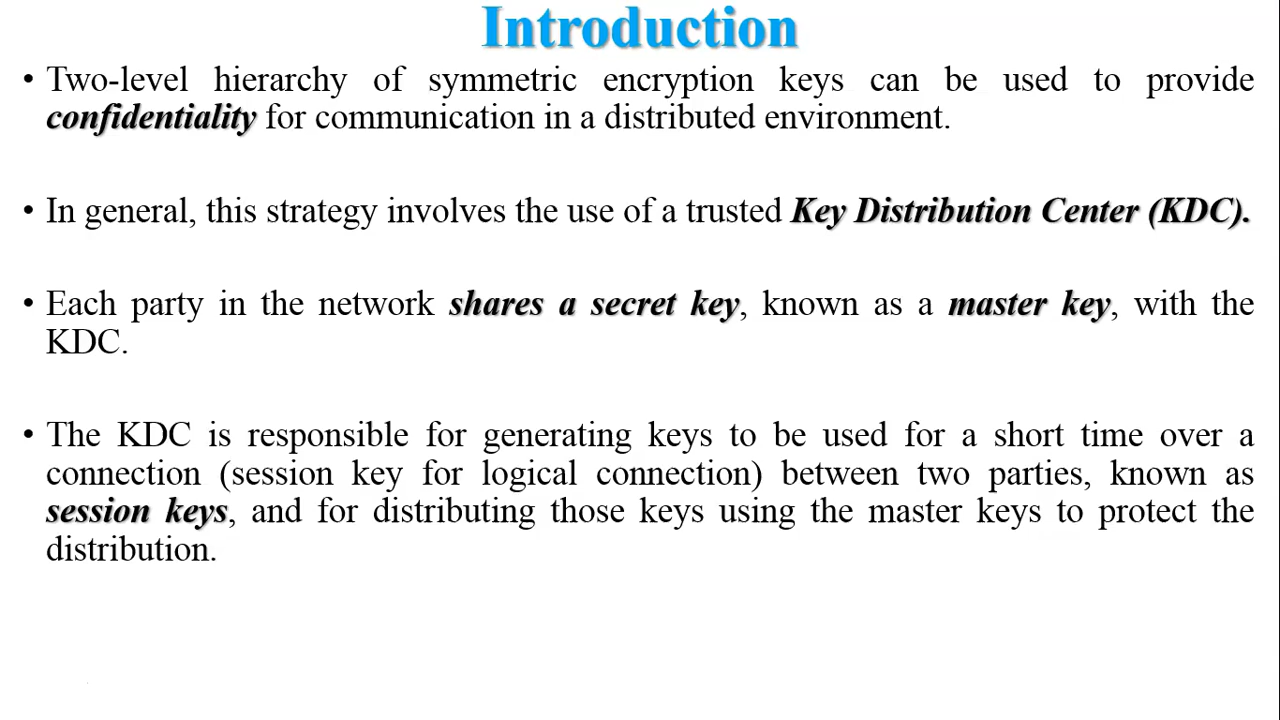 Introduction
• Two-level hierarchy of symmetric encryption keys can be used to provide
confidentiality for communication in a distributed environment.
• In general, this strategy involves the use of a trusted Key Distribution Center (KDC).
• Each party in the network shares a secret key, known as a master key, with the
KDC.
• The KDC is responsible for generating keys to be used for a short time over a
connection (session key for logical connection) between two parties, known as
session keys, and for distributing those keys using the master keys to protect the
distribution.